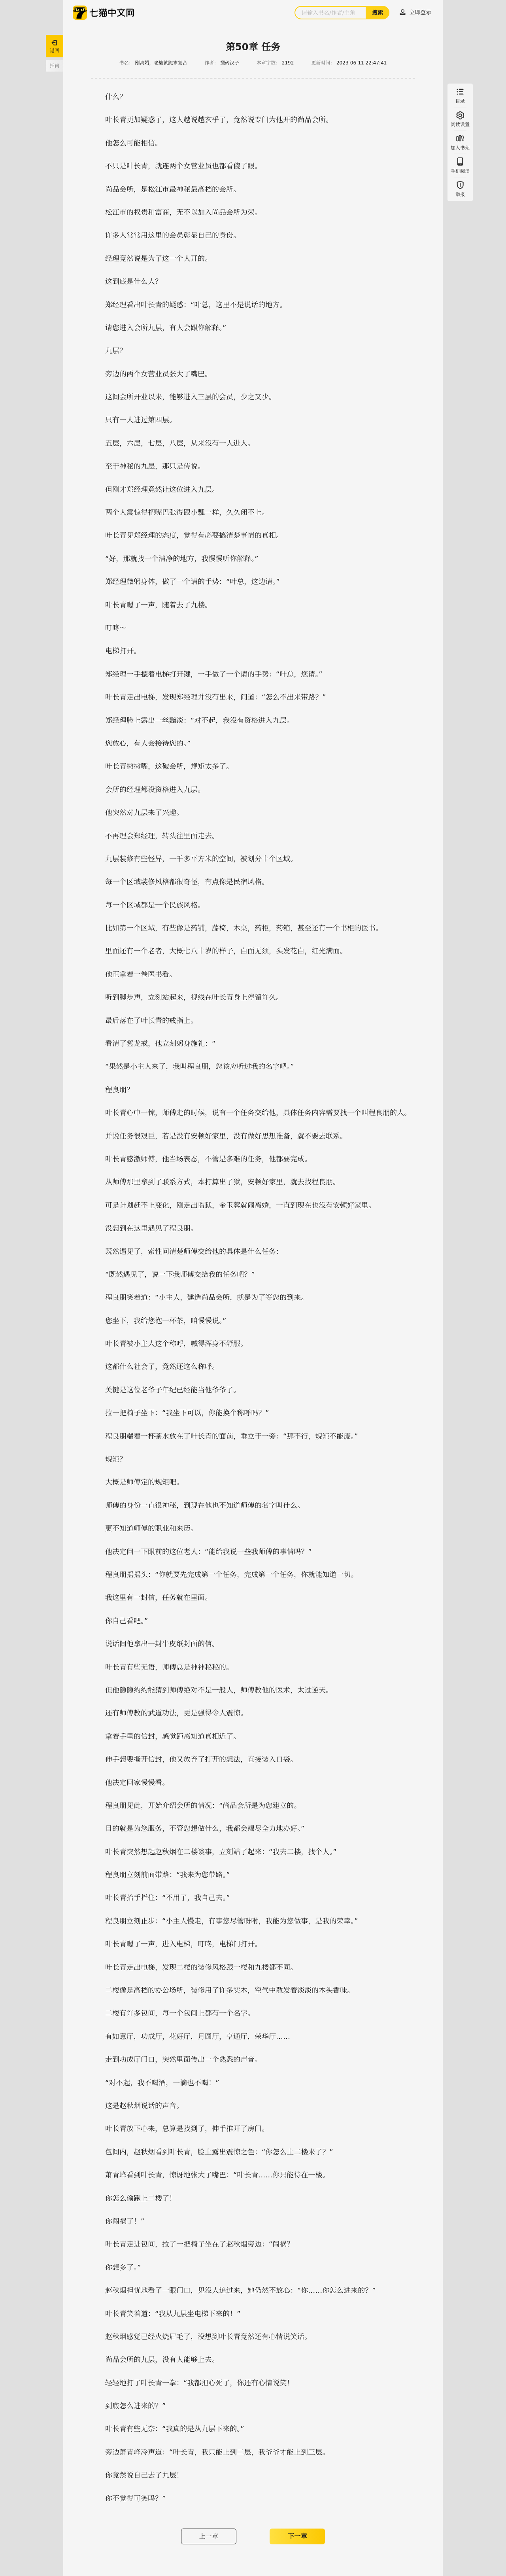 七猫中文网
请输入书名/作者/主角
搜索
立即登录
返回
指南
目录
阅读设置
加入书架
手机阅读
举报
第50章 任务
书名： 闹离婚，老婆就跪求复合 作者： 搬砖汉子 本章字数： 2192 更新时间： 2023-06-11 22:47:41
什么？
叶长青更加疑惑了，这人越说越玄乎了，竟然说专门为他开的尚品会所。
他怎么可能相信。
不只是叶长青，就连两个女营业员也都看傻了眼。
尚品会所，是松江市最神秘最高档的会所。
松江市的权贵和富商，无不以加入尚品会所为荣。
许多人常常用这里的会员彰显自己的身份。
经理竟然说是为了这一个人开的。
这到底是什么人？
郑经理看出叶长青的疑惑：“叶总，这里不是说话的地方。
请您进入会所九层，有人会跟你解释。”
九层？
旁边的两个女营业员张大了嘴巴。
这间会所开业以来，能够进入三层的会员，少之又少。
只有一人进过第四层。
五层，六层，七层，八层，从来没有一人进入。
至于神秘的九层，那只是传说。
但刚才郑经理竟然让这位进入九层。
两个人震惊得把嘴巴张得跟小瓢一样，久久闭不上。
叶长青见郑经理的态度，觉得有必要搞清楚事情的真相。
“好，那就找一个清净的地方，我慢慢听你解释。”
郑经理微躬身体，做了一个请的手势：“叶总，这边请。”
叶长青嗯了一声，随着去了九楼。
叮咚～
电梯打开。
郑经理一手摁着电梯打开键，一手做了一个请的手势：“叶总，您请。”
叶长青走出电梯，发现郑经理并没有出来，问道：“怎么不出来带路？”
郑经理脸上露出一丝黯淡：“对不起，我没有资格进入九层。
您放心，有人会接待您的。”
叶长青撇撇嘴，这破会所，规矩太多了。
会所的经理都没资格进入九层。
他突然对九层来了兴趣。
不再理会郑经理，转头往里面走去。
九层装修有些怪异，一千多平方米的空间，被划分十个区域。
每一个区域装修风格都很奇怪，有点像是民宿风格。
每一个区域都是一个民族风格。
比如第一个区域，有些像是药铺，藤椅，木桌，药柜，药箱，甚至还有一个书柜的医书。
里面还有一个老者，大概七八十岁的样子，白面无须，头发花白，红光满面。
他正拿着一卷医书看。
听到脚步声，立刻站起来，视线在叶长青身上停留许久。
最后落在了叶长青的戒指上。
看清了蜇龙戒，他立刻躬身施礼：“
“果然是小主人来了，我叫程良朋，您该应听过我的名字吧。”
程良朋？
叶长青心中一惊，师傅走的时候，说有一个任务交给他，具体任务内容需要找一个叫程良朋的人。
并说任务很艰巨，若是没有安顿好家里，没有做好思想准备，就不要去联系。
叶长青感激师傅，他当场表态，不管是多难的任务，他都要完成。
从师傅那里拿到了联系方式，本打算出了狱，安顿好家里，就去找程良朋。
可是计划赶不上变化，刚走出监狱，金玉蓉就闹离婚，一直到现在也没有安顿好家里。
没想到在这里遇见了程良朋。
既然遇见了，索性问清楚师傅交给他的具体是什么任务：
“既然遇见了，说一下我师傅交给我的任务吧？”
程良朋笑着道：“小主人，建造尚品会所，就是为了等您的到来。
您坐下，我给您泡一杯茶，咱慢慢说。”
叶长青被小主人这个称呼，喊得浑身不舒服。
这都什么社会了，竟然还这么称呼。
关键是这位老爷子年纪已经能当他爷爷了。
拉一把椅子坐下：“我坐下可以，你能换个称呼吗？”
程良朋端着一杯茶水放在了叶长青的面前，垂立于一旁：“那不行，规矩不能废。”
规矩？
大概是师傅定的规矩吧。
师傅的身份一直很神秘，到现在他也不知道师傅的名字叫什么。
更不知道师傅的职业和来历。
他决定问一下眼前的这位老人：“能给我说一些我师傅的事情吗？”
程良朋摇摇头：“你就要先完成第一个任务，完成第一个任务，你就能知道一切。
我这里有一封信，任务就在里面。
你自己看吧。”
说话间他拿出一封牛皮纸封面的信。
叶长青有些无语，师傅总是神神秘秘的。
但他隐隐约约能猜到师傅绝对不是一般人，师傅教他的医术，太过逆天。
还有师傅教的武道功法，更是强得令人震惊。
拿着手里的信封，感觉距离知道真相近了。
伸手想要撕开信封，他又放弃了打开的想法，直接装入口袋。
他决定回家慢慢看。
程良朋见此，开始介绍会所的情况：“尚品会所是为您建立的。
目的就是为您服务，不管您想做什么，我都会竭尽全力地办好。”
叶长青突然想起赵秋烟在二楼谈事，立刻站了起来：“我去二楼，找个人。”
程良朋立刻前面带路：“我来为您带路。”
叶长青抬手拦住：“不用了，我自己去。”
程良朋立刻止步：“小主人慢走，有事您尽管吩咐，我能为您做事，是我的荣幸。”
叶长青嗯了一声，进入电梯，叮咚，电梯门打开。
叶长青走出电梯，发现二楼的装修风格跟一楼和九楼都不同。
二楼像是高档的办公场所，装修用了许多实木，空气中散发着淡淡的木头香味。
二楼有许多包间，每一个包间上都有一个名字。
有如意厅，功成厅，花好厅，月圆厅，亨通厅，荣华厅……
走到功成厅门口，突然里面传出一个熟悉的声音。
“对不起，我不喝酒，一滴也不喝！”
这是赵秋烟说话的声音。
叶长青放下心来，总算是找到了，伸手推开了房门。
包间内，赵秋烟看到叶长青，脸上露出震惊之色：“你怎么上二楼来了？”
萧青峰看到叶长青，惊讶地张大了嘴巴：“叶长青……你只能待在一楼。
你怎么偷跑上二楼了！
你闯祸了！”
叶长青走进包间，拉了一把椅子坐在了赵秋烟旁边：“闯祸？
你想多了。”
赵秋烟担忧地看了一眼门口，见没人追过来，她仍然不放心：“你……你怎么进来的？”
叶长青笑着道：“我从九层坐电梯下来的！”
赵秋烟感觉已经火烧眉毛了，没想到叶长青竟然还有心情说笑话。
尚品会所的九层，没有人能够上去。
轻轻地打了叶长青一拳：“我都担心死了，你还有心情说笑！
到底怎么进来的？”
叶长青有些无奈：“我真的是从九层下来的。”
旁边萧青峰冷声道：“叶长青，我只能上到二层，我爷爷才能上到三层。
你竟然说自己去了九层！
你不觉得可笑吗？”
上一章
下一章